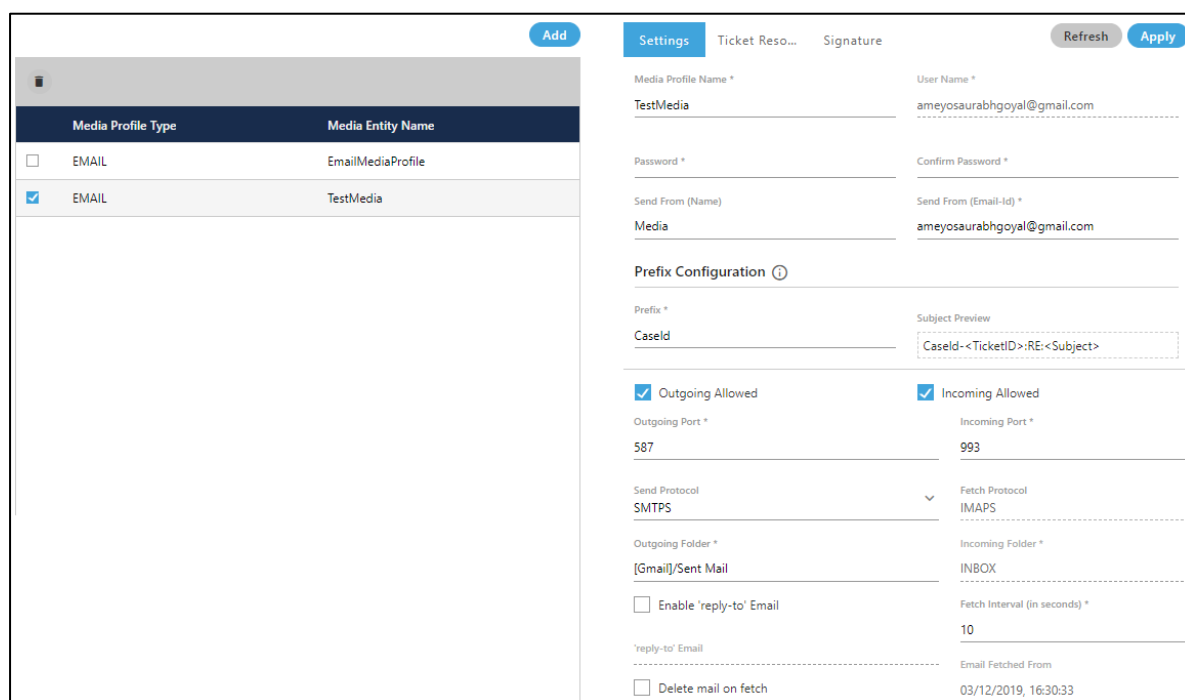 Add
Media Profile Type Media Entity Name
EMAIL EmailMediaProfile
EMAIL TestMedia
Settings Ticket Reso... Signature Refresh Apply
Media Profile Name * User Name *
TestMedia ameyosaurabhgoyal@gmail.com
Password * Confirm Password *
Send From (Name) Send From (Email-Id) *
Media ameyosaurabhgoyal@gmail.com
Prefix Configuration
Prefix * Subject Preview
CaseId CaseId-<TicketID>:RE:<Subject>
Outgoing Allowed Incoming Allowed
Outgoing Port * Incoming Port *
587 993
Send Protocol Fetch Protocol
SMTPS IMAPS
Outgoing Folder * Incoming Folder *
[Gmail]/Sent Mail INBOX
Enable 'reply-to' Email Fetch Interval (in seconds) *
10
'reply-to' Email Email Fetched From
Delete mail on fetch 03/12/2019, 16:30:33